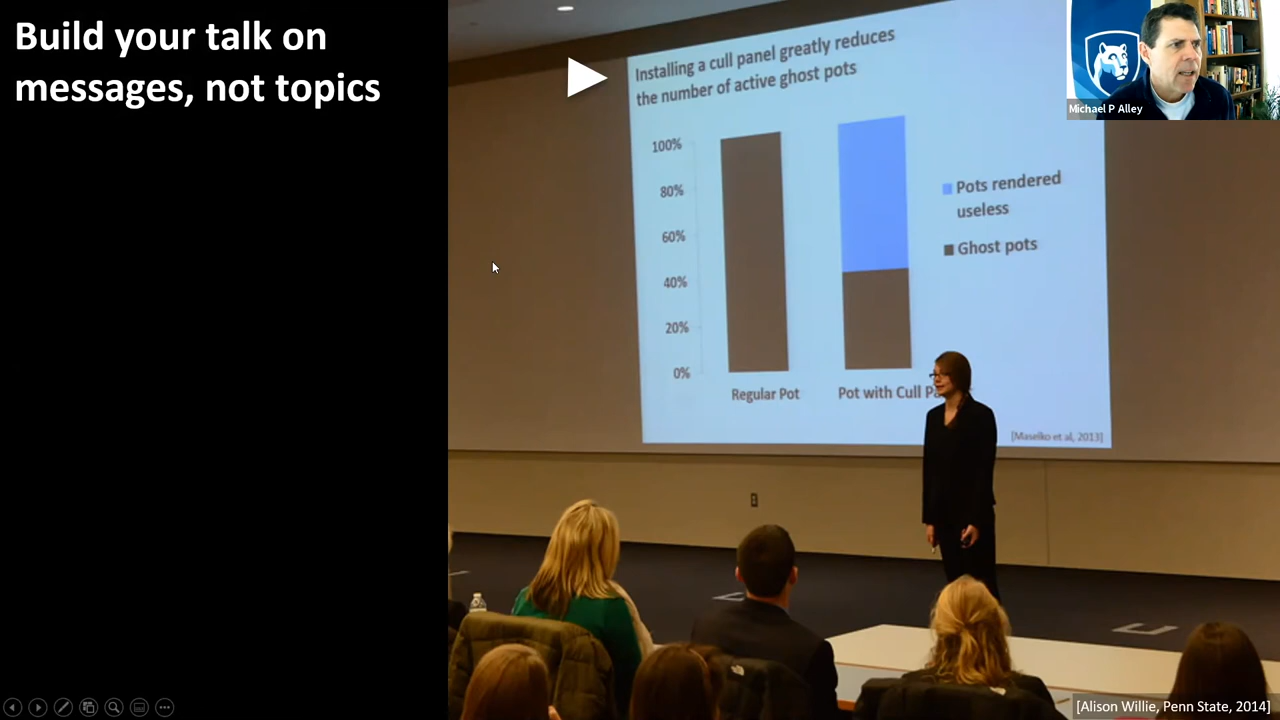 Build your talk on
messages, not topics
Installing a cull panel greatly reduces
the number of active ghost pots
100%
80%
60%
40%
20%
0%
Regular Pot
Pot with Cull Pa
Pots rendered
useless
Ghost pots
[Maselko et al, 2013]
Michael P Alley
[Alison Willie, Penn State, 2014]